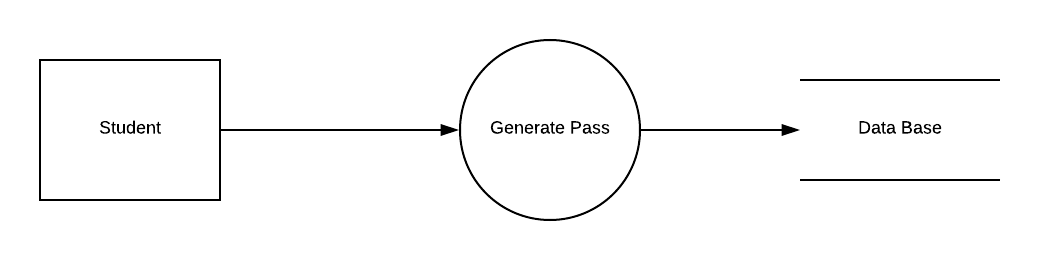 Student
Generate Pass
Data Base